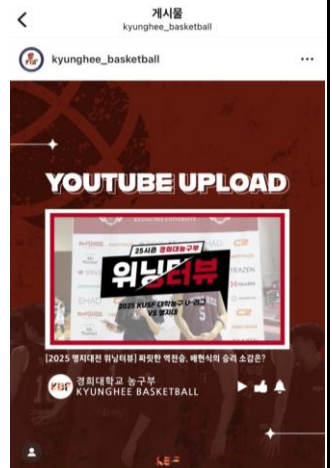 게시물
kyunghee_basketball
kyunghee_basketball
YOUTUBE UPLOAD
25시즌 경희대농구부
위닝터뷰
2025 KUSF 대학농구 U-리그
VS 명지대
[2025 명지대전 위닝터뷰] 짜릿한 역전승, 배현식의 승리 소감은?
KBF
경희대학교 농구부
KYUNGHEE BASKETBALL